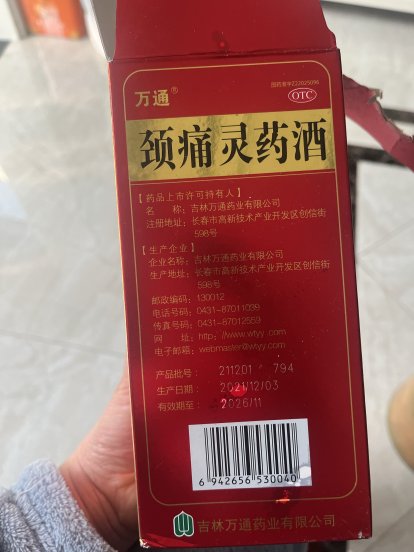 国药准字Z22025096
万通®
OTC
颈痛灵药酒
【药品上市许可持有人】
名　　称：吉林万通药业有限公司
注册地址：长春市高新技术产业开发区创信街
598号
【生产企业】
企业名称：吉林万通药业有限公司
生产地址：长春市高新技术产业开发区创信街
598号
邮政编码：130012
电话号码：0431-87011039
传真号码：0431-87012559
网　　址：http://www.wtyy.com
电子邮箱：webmaster@wtyy.com
产品批号：211201 794
生产日期：2021/12/03
有效期至：2026/11
6 942656 530040
吉林万通药业有限公司